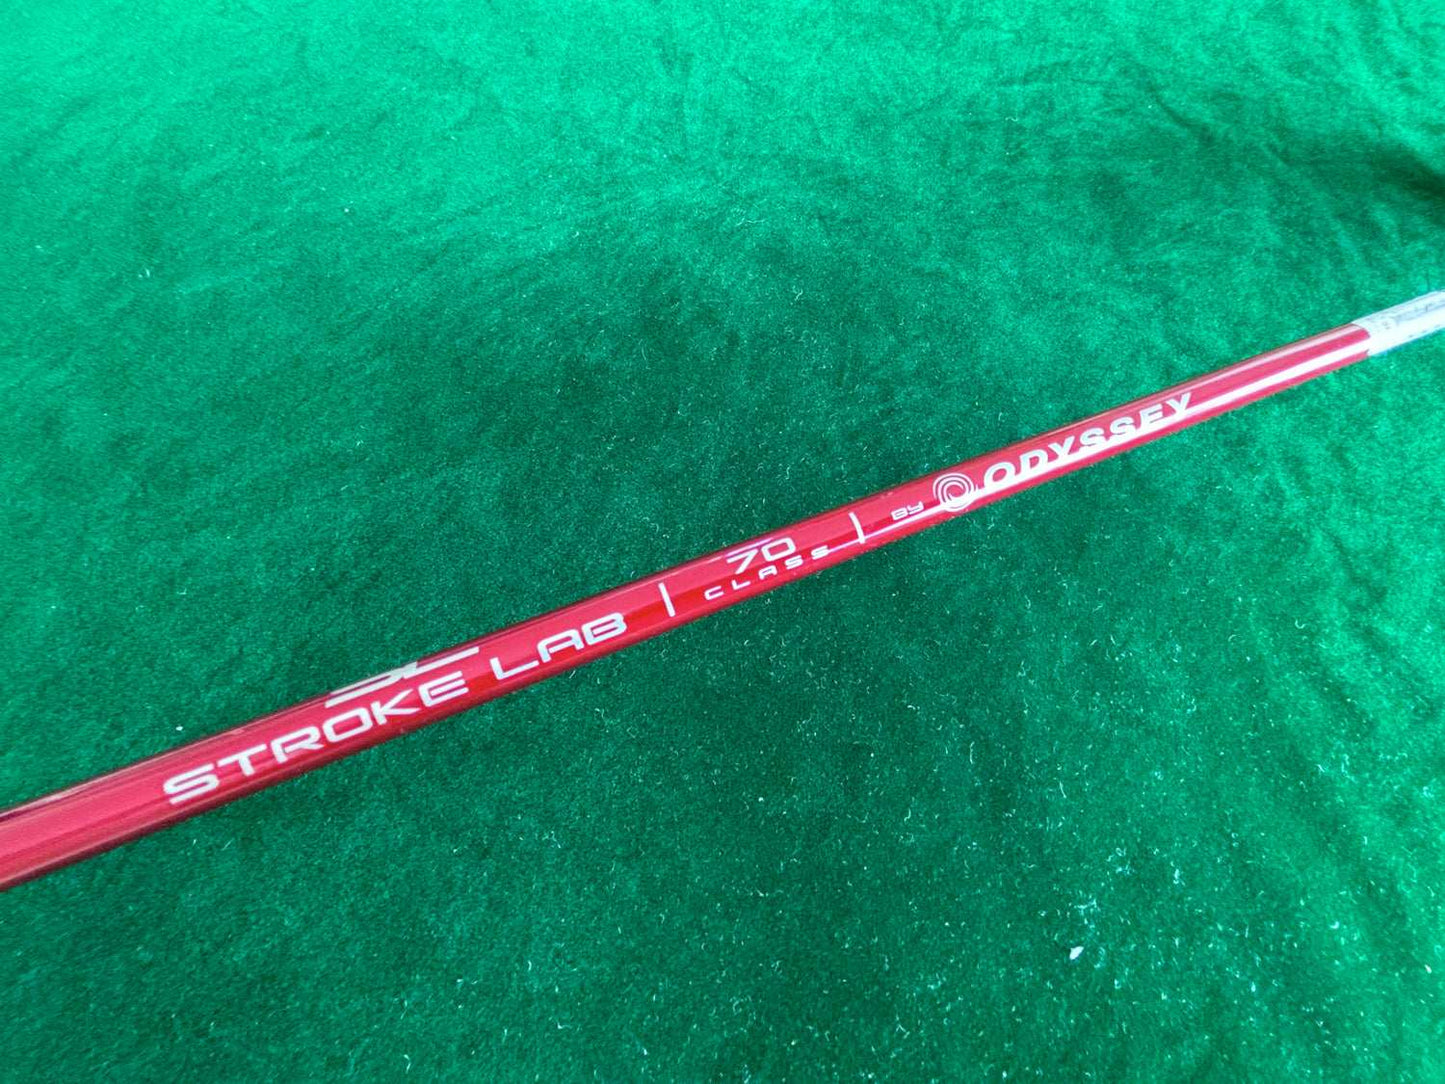 SL
STROKE LAB | 70 CLASS | BY ODYSSEY